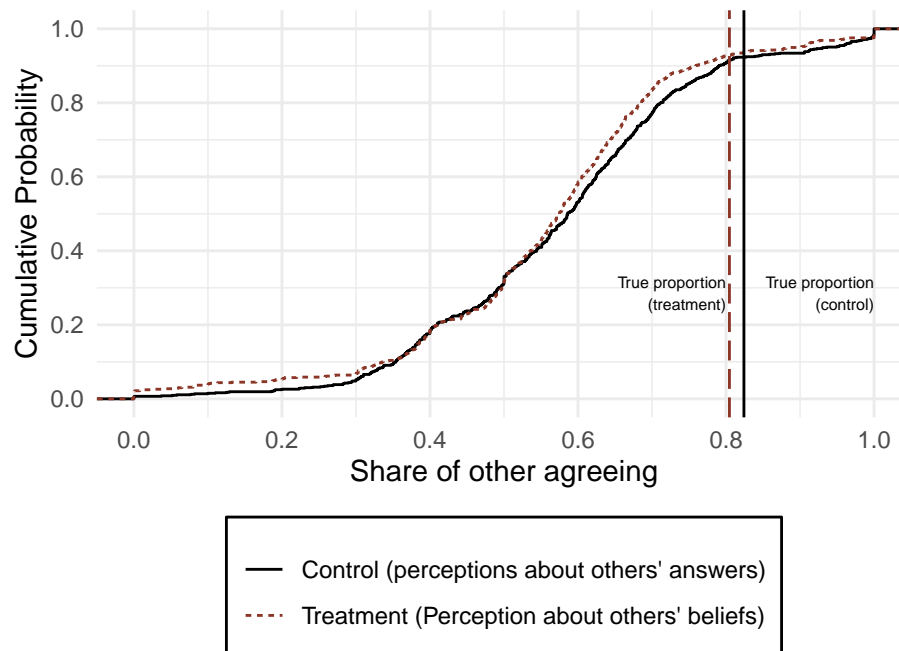 1.0
0.8
0.6
0.4
0.2
0.0
Cumulative Probability
True proportion
(treatment)
True proportion
(control)
0.0 0.2 0.4 0.6 0.8 1.0
Share of other agreeing
Control (perceptions about others' answers)
Treatment (Perception about others' beliefs)